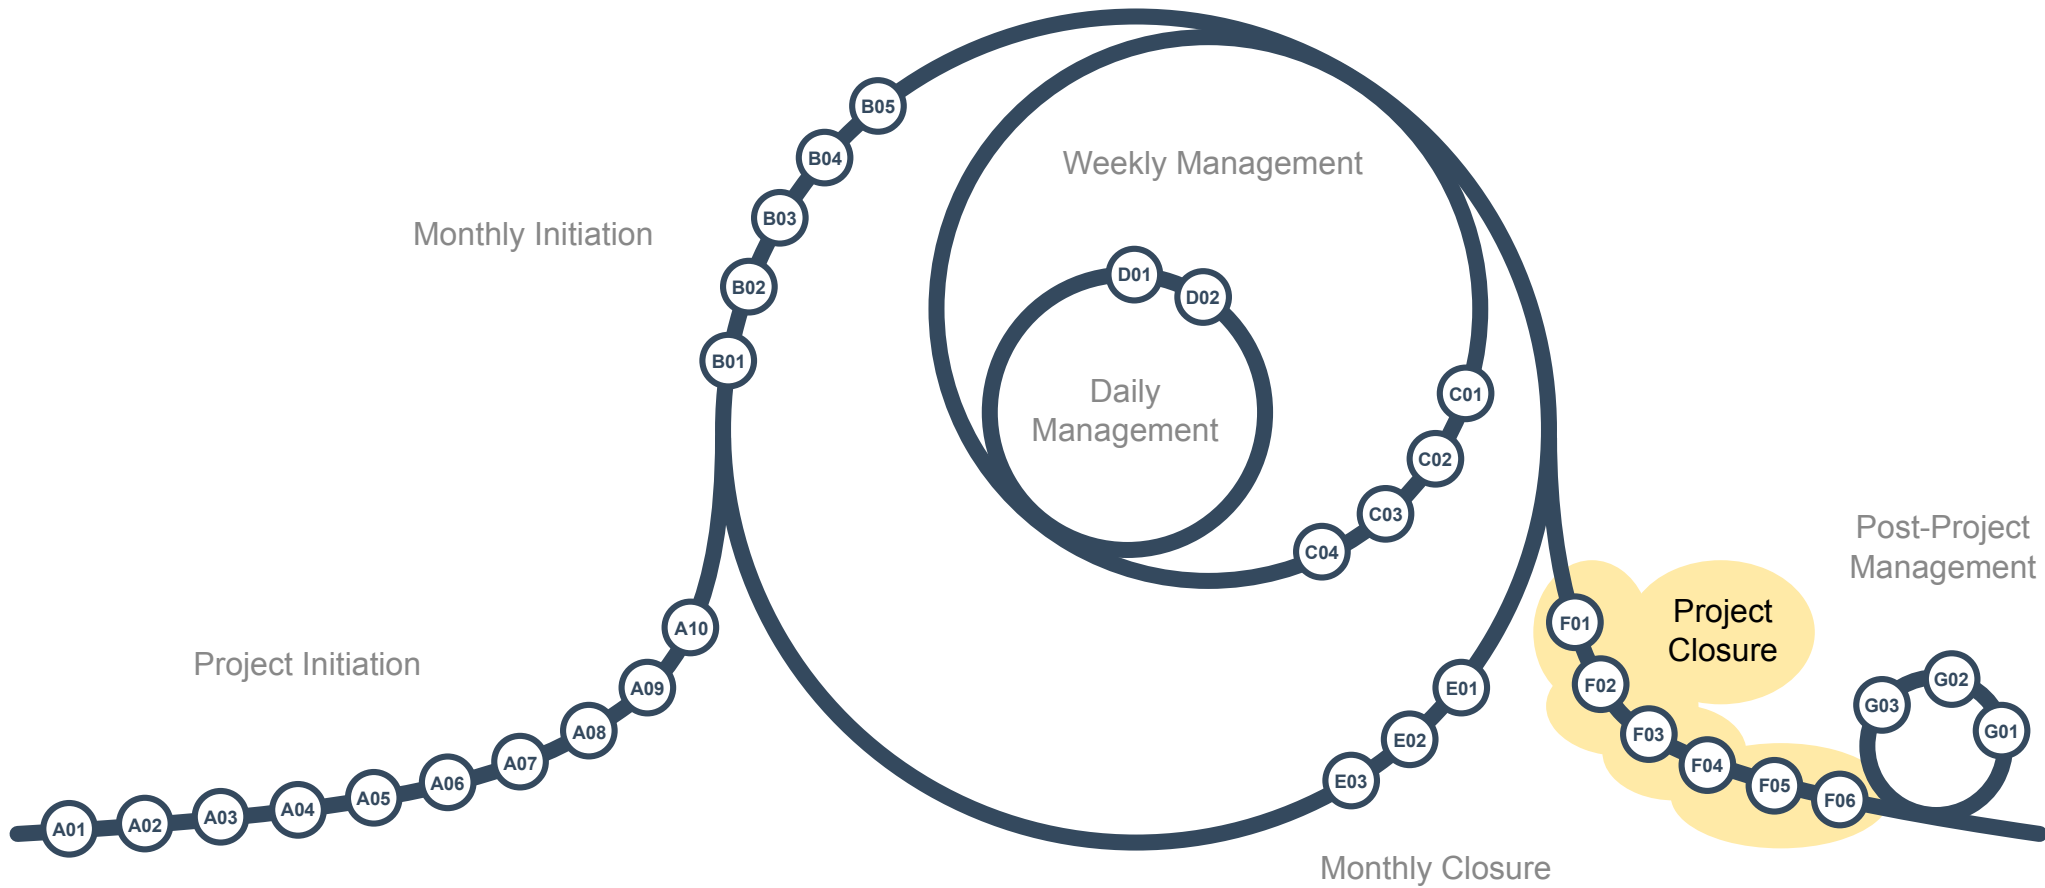 Project Initiation
A01
A02
A03
A04
A05
A06
A07
A08
A09
A10
Monthly Initiation
B01
B02
B03
B04
B05
Weekly Management
C01
C02
C03
C04
Daily
Management
D01
D02
Monthly Closure
E01
E02
E03
Project
Closure
F01
F02
F03
F04
F05
F06
Post-Project
Management
G01
G02
G03